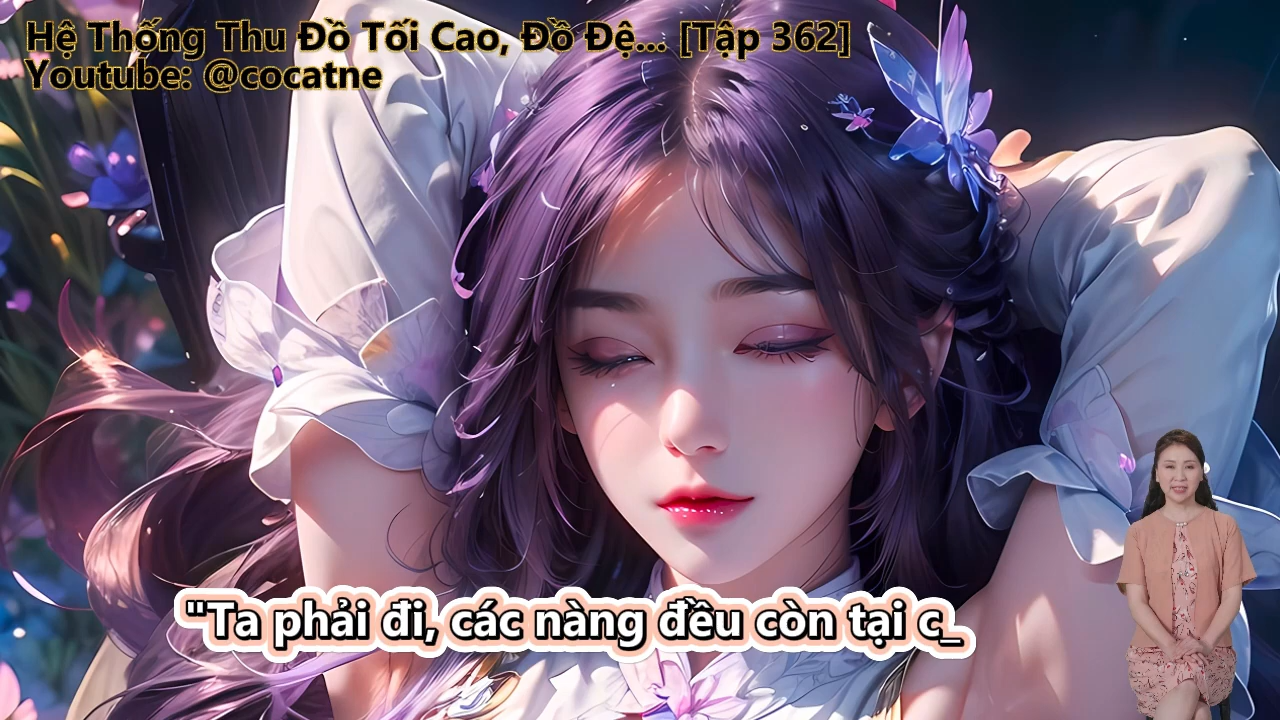 Hệ Thống Thu Đồ Tối Cao, Đồ Đệ... [Tập 362]
Youtube: @cocatne
"Ta phải đi, các nàng đều còn tại c_